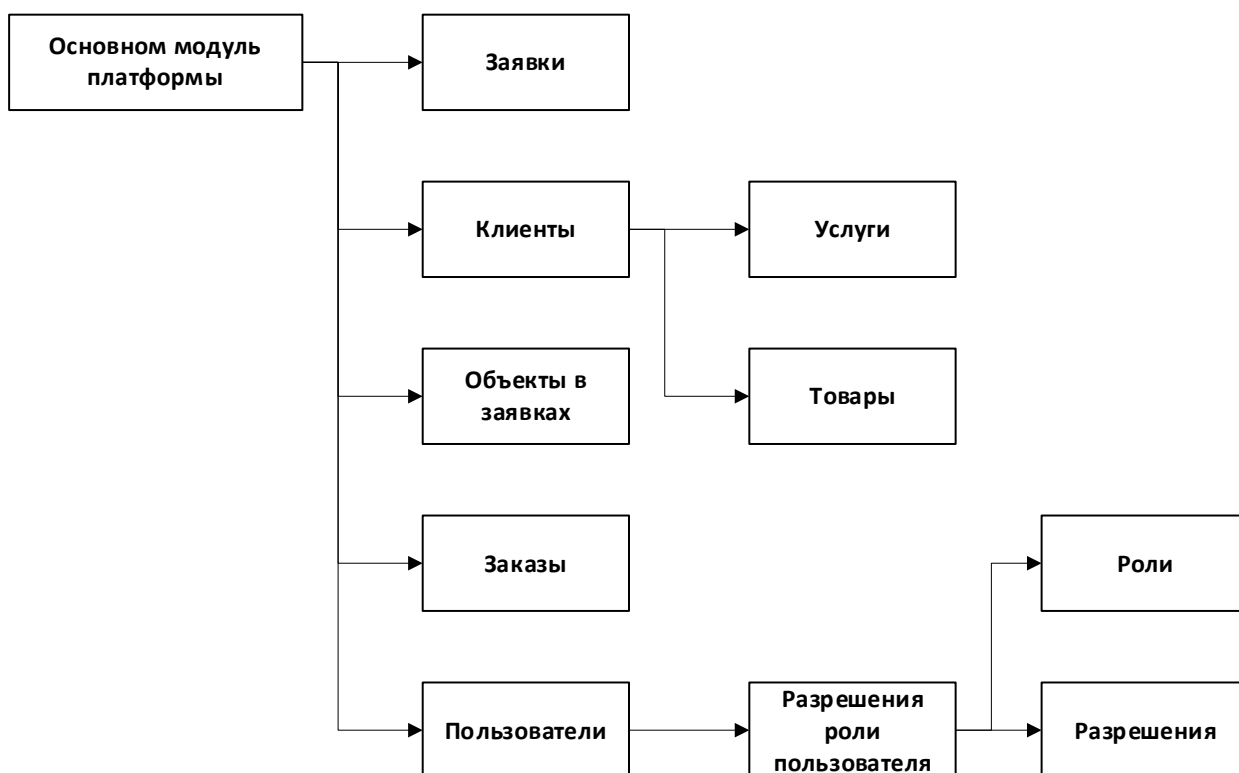 Основном модуль
платформы
Заявки
Клиенты
Услуги
Объекты в
заявках
Товары
Заказы
Роли
Пользователи
Разрешения
роли
пользователя
Разрешения